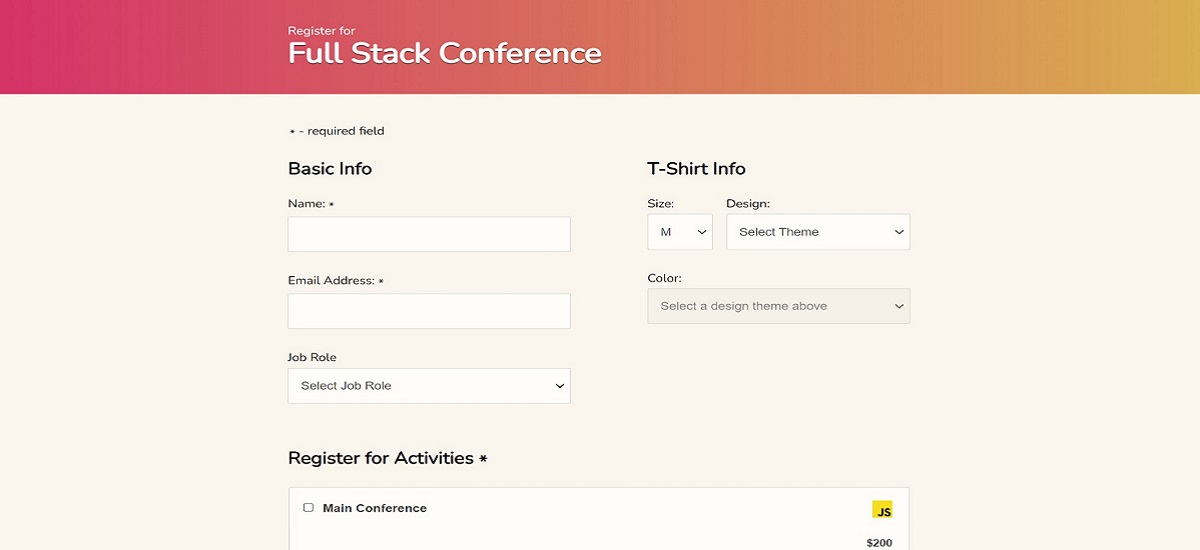 Register for
Full Stack Conference
* - required field
Basic Info
Name: *
Email Address: *
Job Role
Select Job Role
T-Shirt Info
Size:
M
Design:
Select Theme
Color:
Select a design theme above
Register for Activities *
Main Conference
JS
$200